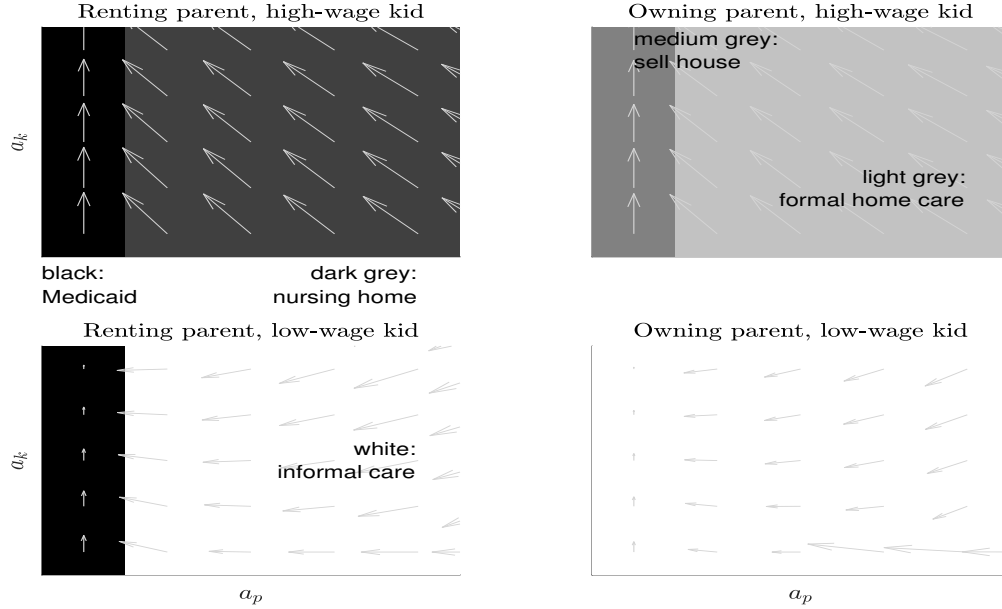 Renting parent, high-wage kid
Owning parent, high-wage kid
medium grey:
sell house
a_k
light grey:
formal home care
black:
Medicaid
dark grey:
nursing home
Renting parent, low-wage kid
Owning parent, low-wage kid
a_k
white:
informal care
a_p
a_p